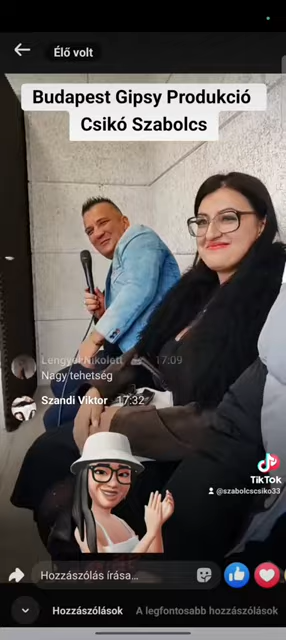 Élő volt
Budapest Gipsy Produkció
Csikó Szabolcs
Lengyel Nikolett 17:09
Nagy tehetség
Szandi Viktor 17:32
TikTok
@szabolcscsiko33
Hozzászólás írása...
Hozzászólások A legfontosabb hozzászólások